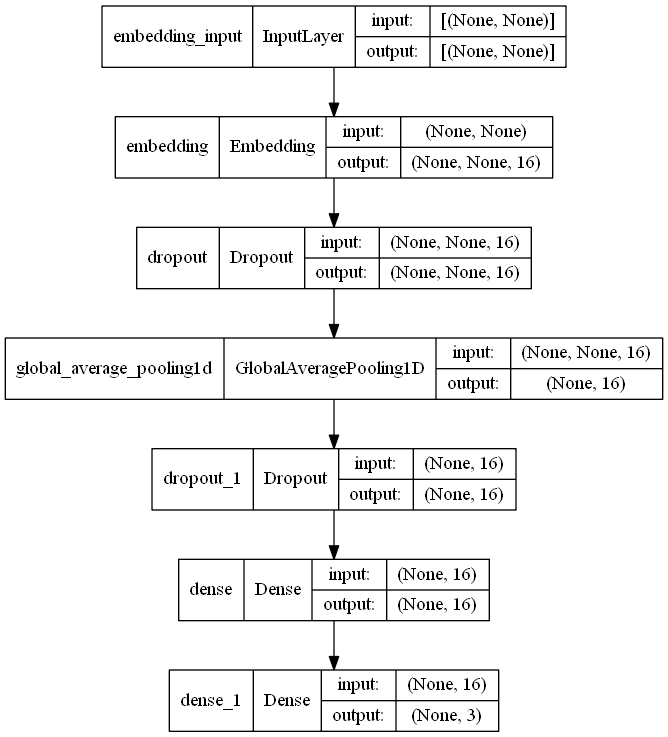 embedding_input InputLayer input: [(None, None)]
output: [(None, None)]
embedding Embedding input: (None, None)
output: (None, None, 16)
dropout Dropout input: (None, None, 16)
output: (None, None, 16)
global_average_pooling1d GlobalAveragePooling1D input: (None, None, 16)
output: (None, 16)
dropout_1 Dropout input: (None, 16)
output: (None, 16)
dense Dense input: (None, 16)
output: (None, 16)
dense_1 Dense input: (None, 16)
output: (None, 3)